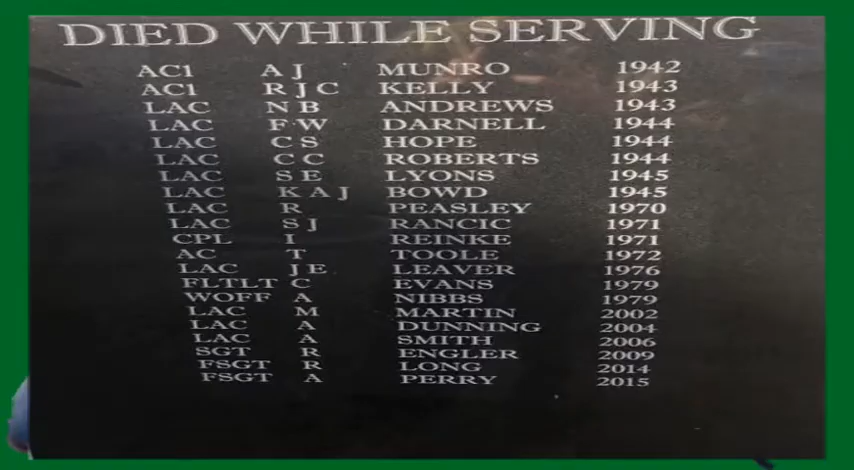 DIED WHILE SERVING
AC1 A J MUNRO 1942
AC1 R J C KELLY 1943
LAC N B ANDREWS 1943
LAC F W DARNELL 1944
LAC C S HOPE 1944
LAC C C ROBERTS 1944
LAC S E LYONS 1945
LAC K A J BOWD 1945
LAC R PEASLEY 1970
LAC S J RANCIC 1971
CPL I REINKE 1971
AC T TOOLE 1972
LAC J E LEAVER 1976
FLTLT C EVANS 1979
WOFF A NIBBS 1979
LAC M MARTIN 2002
LAC A DUNNING 2004
LAC A SMITH 2006
SGT R ENGLER 2009
FSGT R LONG 2014
FSGT A PERRY 2015